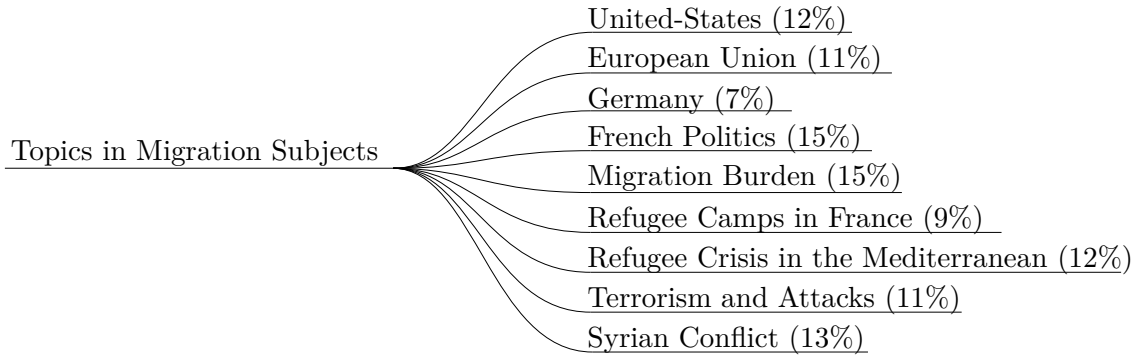 United-States (12%)
European Union (11%)
Germany (7%)
French Politics (15%)
Topics in Migration Subjects
Migration Burden (15%)
Refugee Camps in France (9%)
Refugee Crisis in the Mediterranean (12%)
Terrorism and Attacks (11%)
Syrian Conflict (13%)